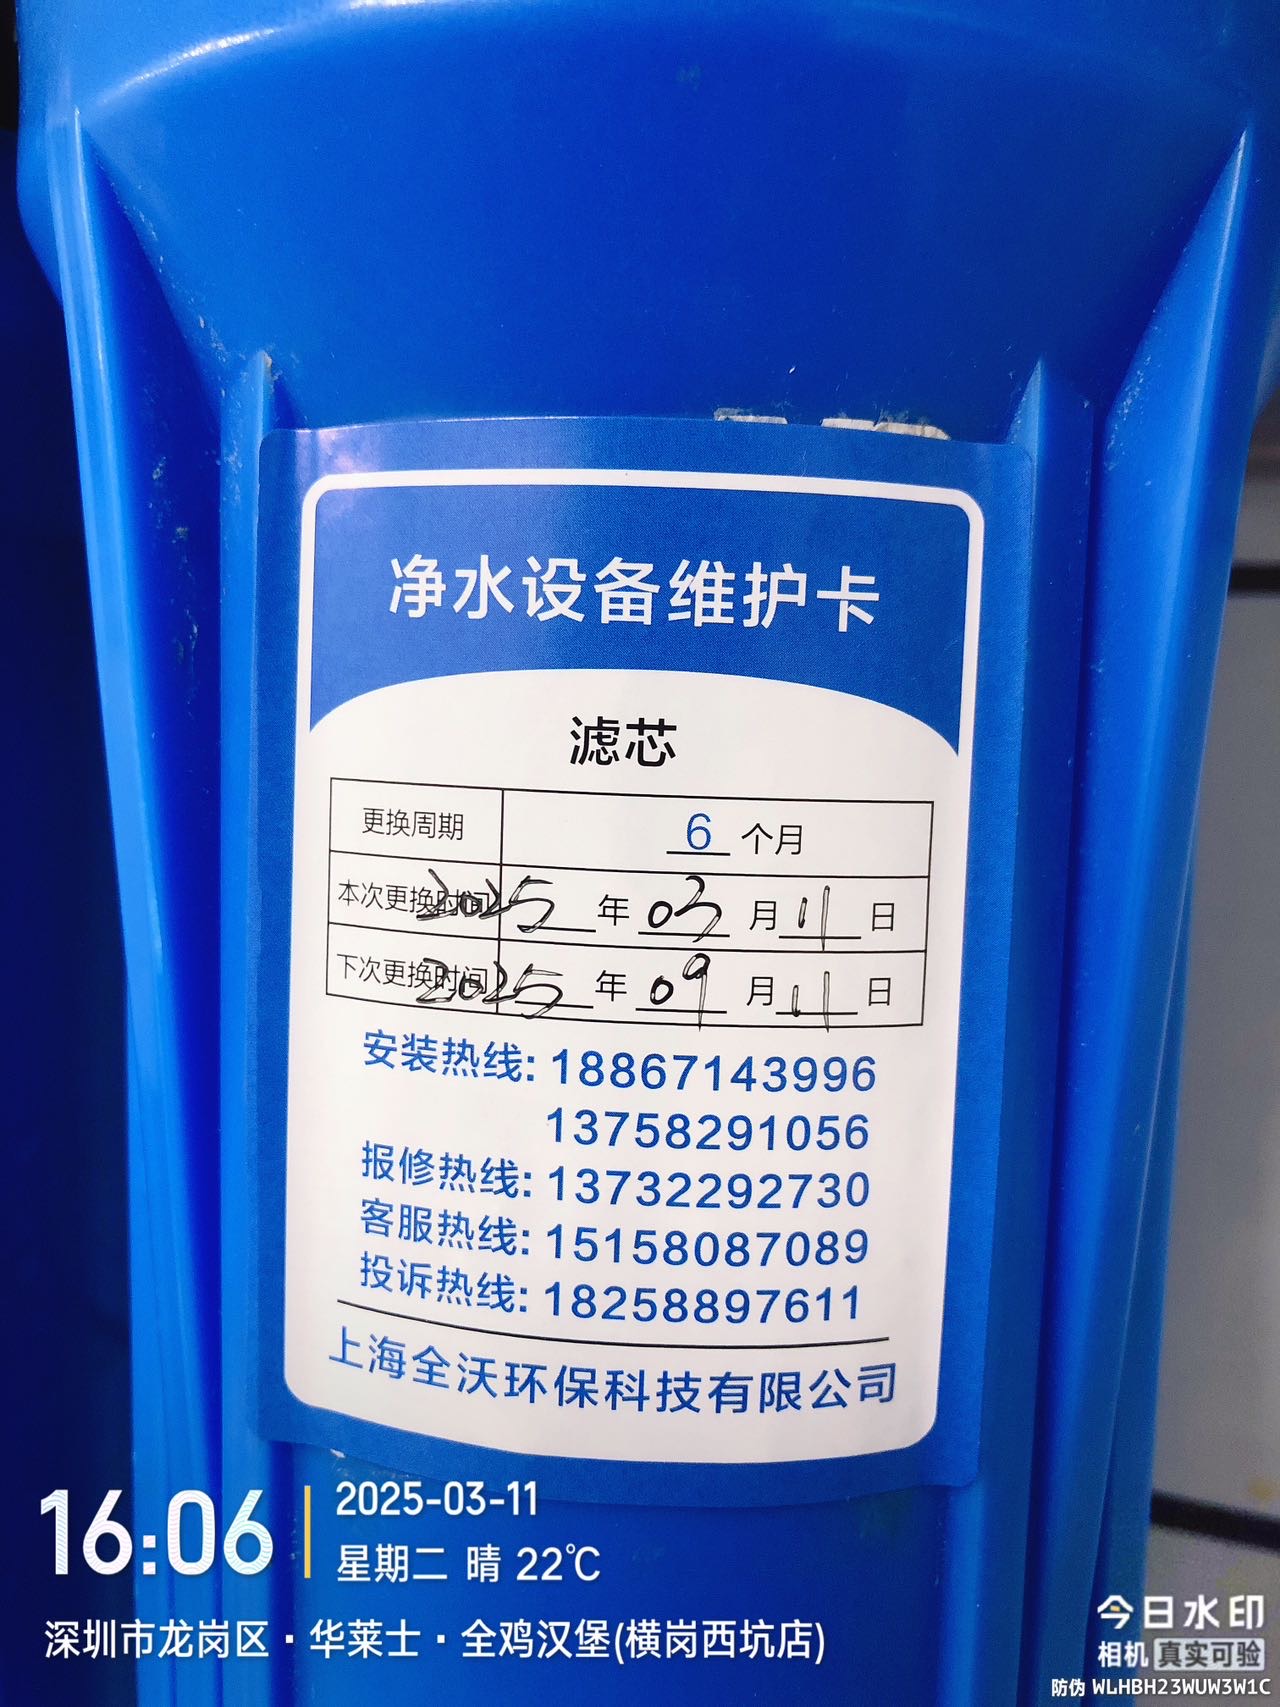 净水设备维护卡
滤芯
更换周期 6 个月
本次更换时间 2025 年 03 月 11 日
下次更换时间 2025 年 09 月 11 日
安装热线: 18867143996
13758291056
报修热线: 13732292730
客服热线: 15158087089
投诉热线: 18258897611
上海全沃环保科技有限公司
16:06
2025-03-11
星期二 晴 22℃
深圳市龙岗区·华莱士·全鸡汉堡(横岗西坑店)
今日水印
相机 真实可验
防伪 WLHBH23WUW3W1C